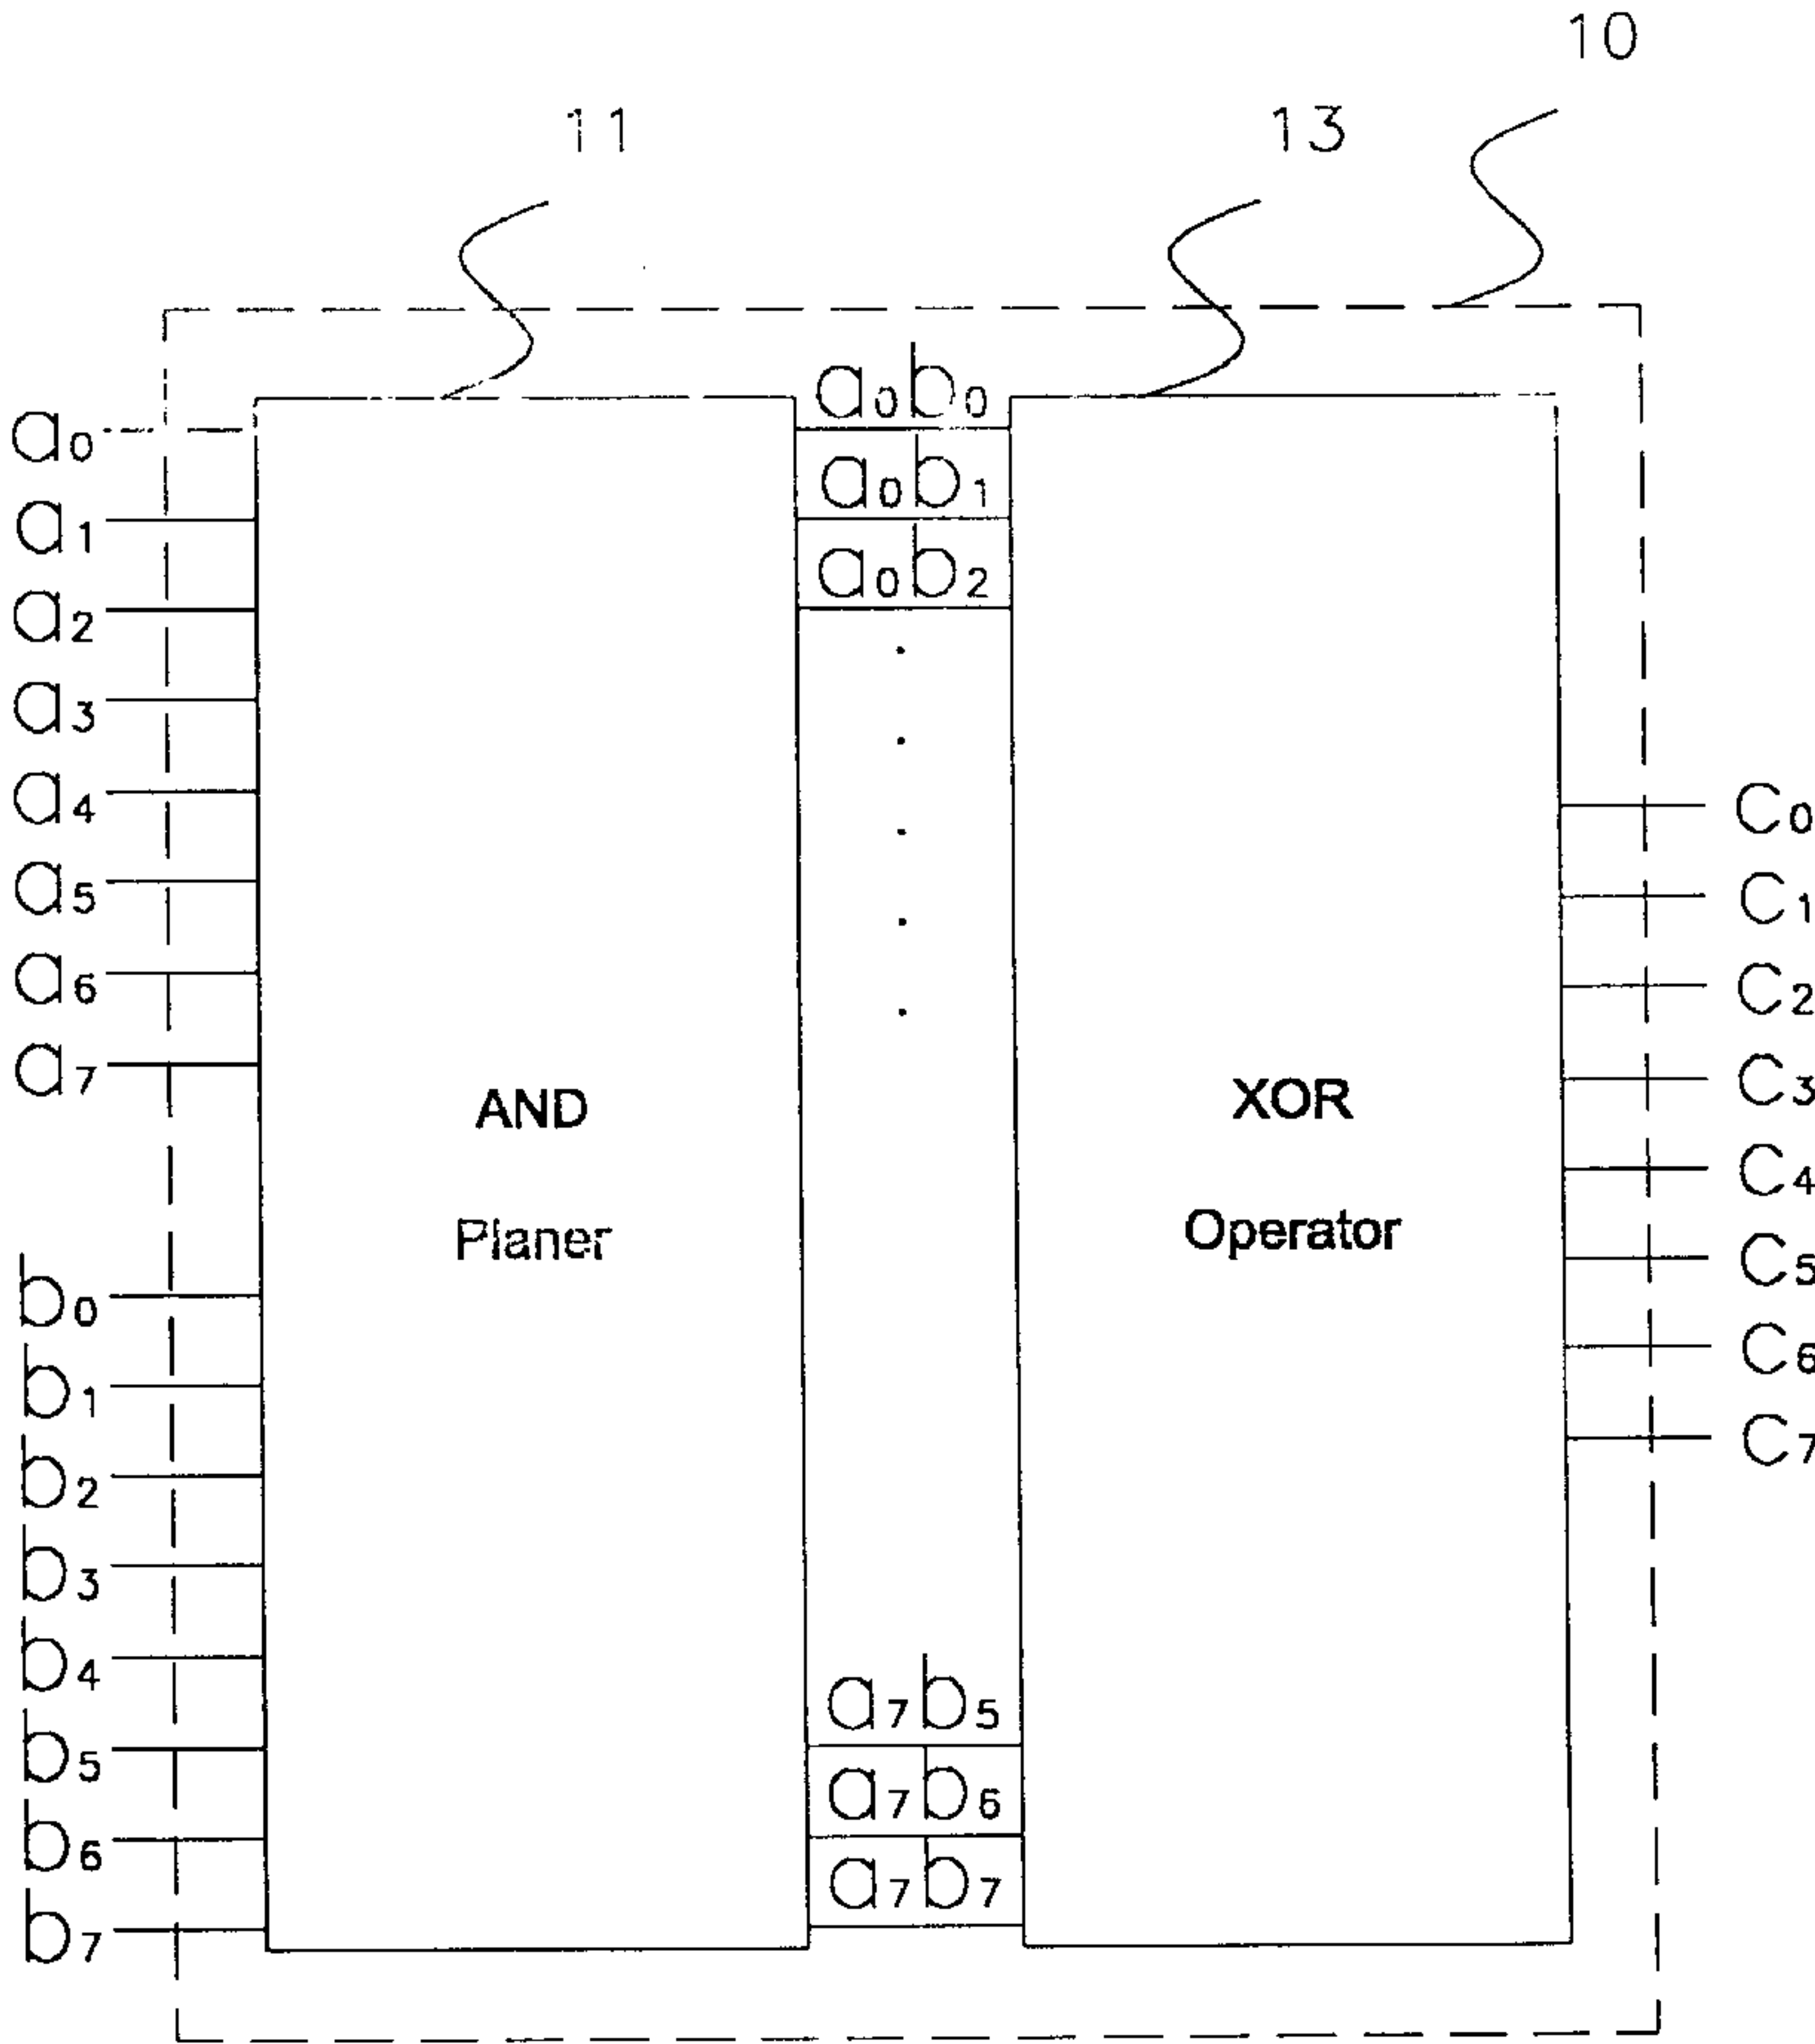 10
11
13
a₀
a₁
a₂
a₃
a₄
a₅
a₆
a₇
b₀
b₁
b₂
b₃
b₄
b₅
b₆
b₇
AND
Planer
a₀b₀
a₀b₁
a₀b₂
a₇b₅
a₇b₆
a₇b₇
XOR
Operator
C₀
C₁
C₂
C₃
C₄
C₅
C₆
C₇